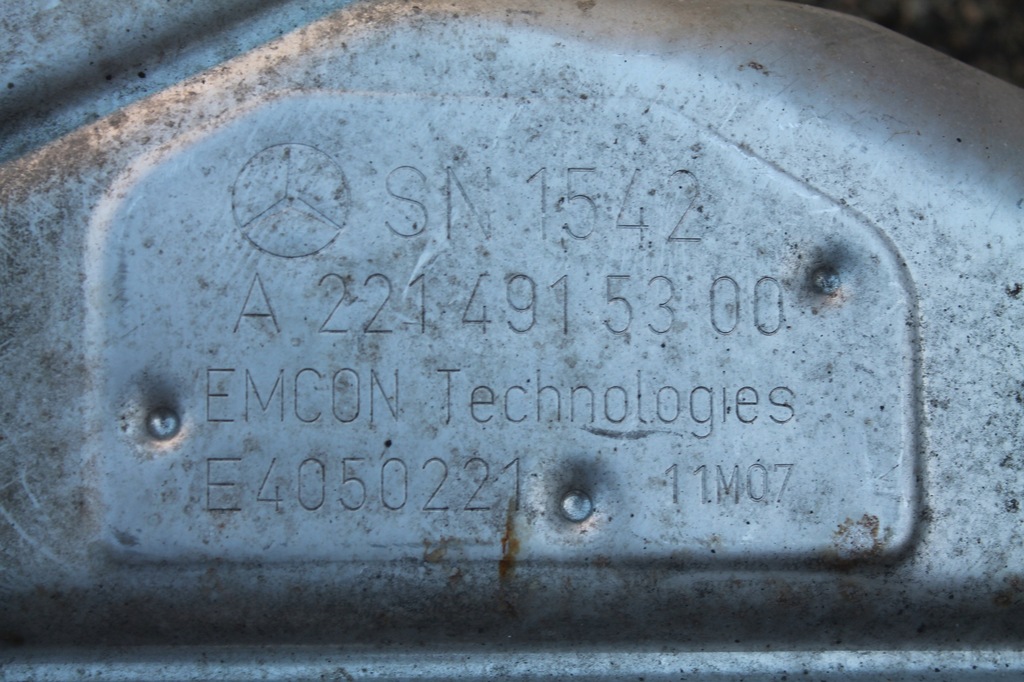 SN 1542
A 221 491 53 00
EMCON Technologies
E4050221 11M07